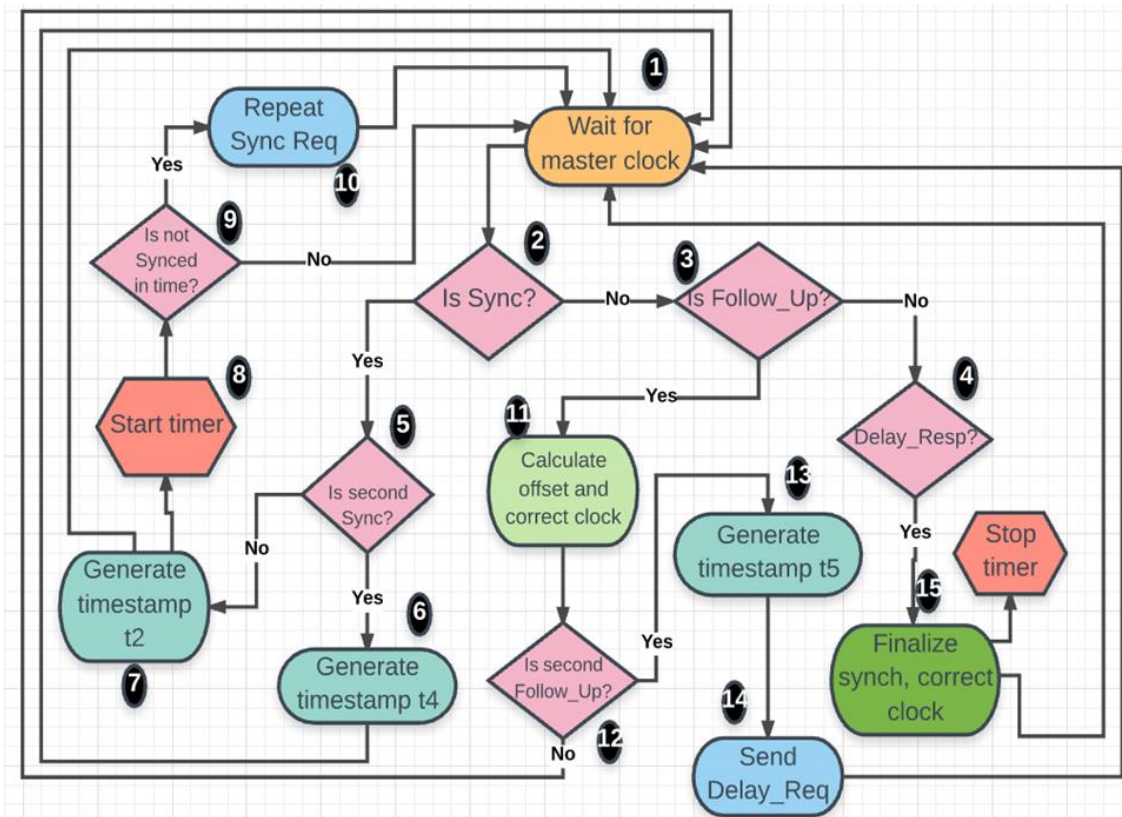 1
Wait for
master clock
Repeat
Sync Req
10
Yes
9
Is not
Synced
in time?
No
2
Is Sync?
No
3
Is Follow_Up?
No
Yes
Yes
4
Delay_Resp?
8
Start timer
5
Is second
Sync?
11
Calculate
offset and
correct clock
13
Generate
timestamp t5
Yes
Stop
timer
No
Generate
timestamp
t2
7
Yes
6
Generate
timestamp t4
Is second
Follow_Up?
Yes
12
No
15
Finalize
synch, correct
clock
14
Send
Delay_Req